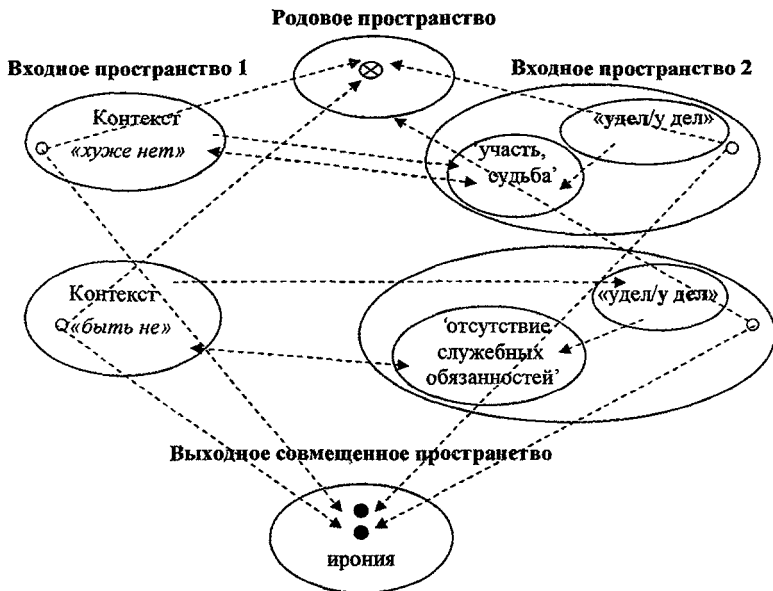 Родовое пространство
Входное пространство 1
Входное пространство 2
Контекст
«хуже нет»
«удел/у дел»
‘участь,
судьба’
Контекст
«быть не»
«удел/у дел»
‘отсутствие
служебных
обязанностей’
Выходное совмещенное пространство
ирония